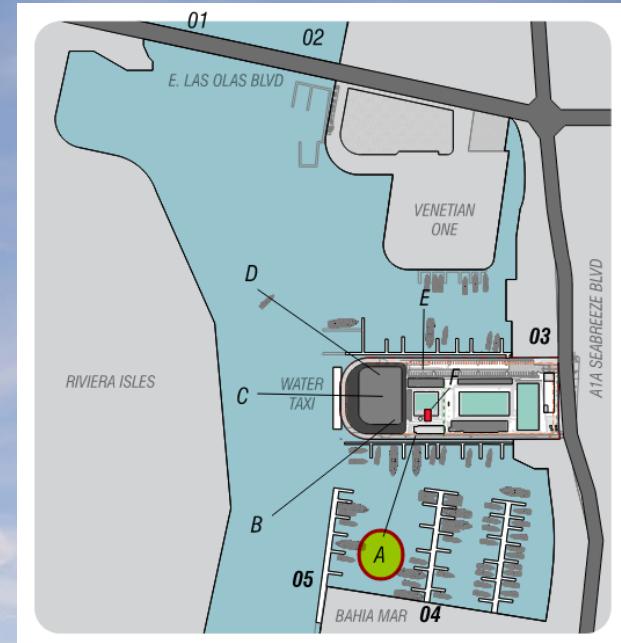 01
02
E. LAS OLAS BLVD
VENETIAN
ONE
D
E
03
A1A SEABREEZE BLVD
RIVIERA ISLES
WATER
TAXI
F
C
B
A
05
BAHIA MAR
04